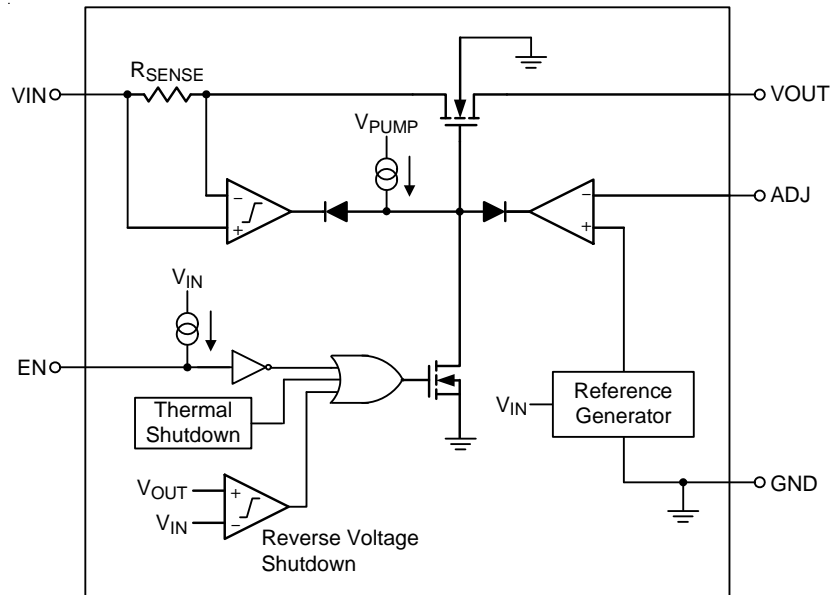 RSENSE
VIN
VOUT
VPUMP
ADJ
−
+
−
+
VIN
EN
Thermal
Shutdown
VIN
Reference
Generator
VOUT
+
VIN
−
GND
Reverse Voltage
Shutdown